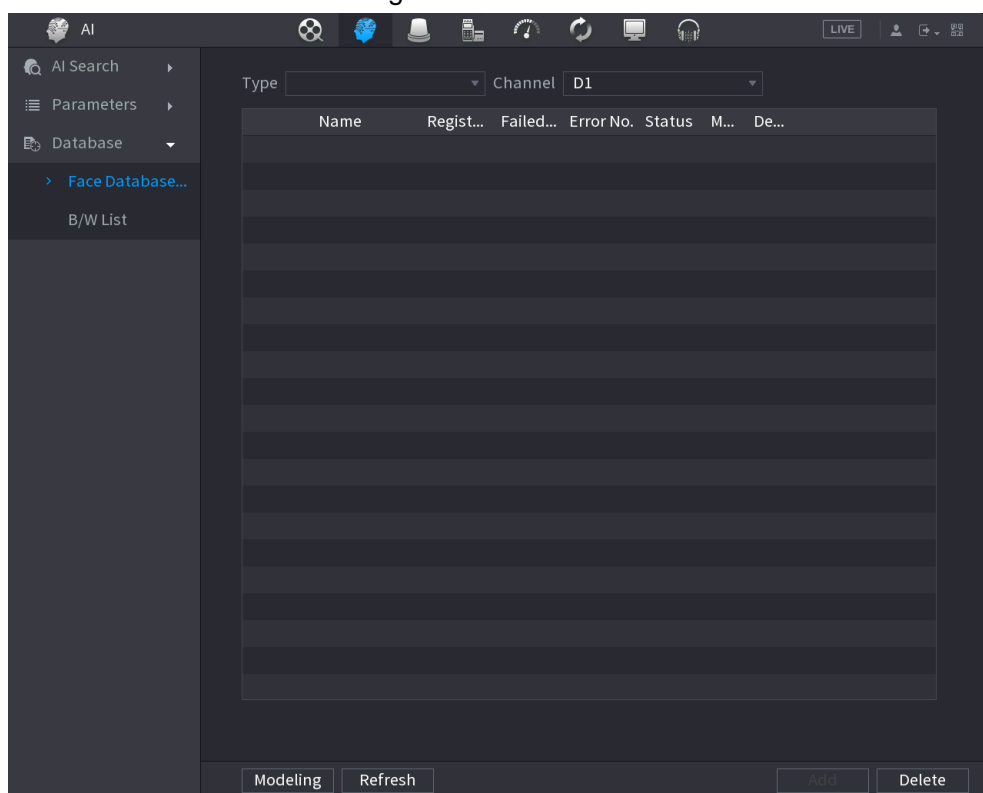 AI
LIVE
AI Search
Parameters
Database
Face Database...
B/W List
Type
Channel D1
Name Regist... Failed... Error No. Status M... De...
Modeling Refresh Add Delete